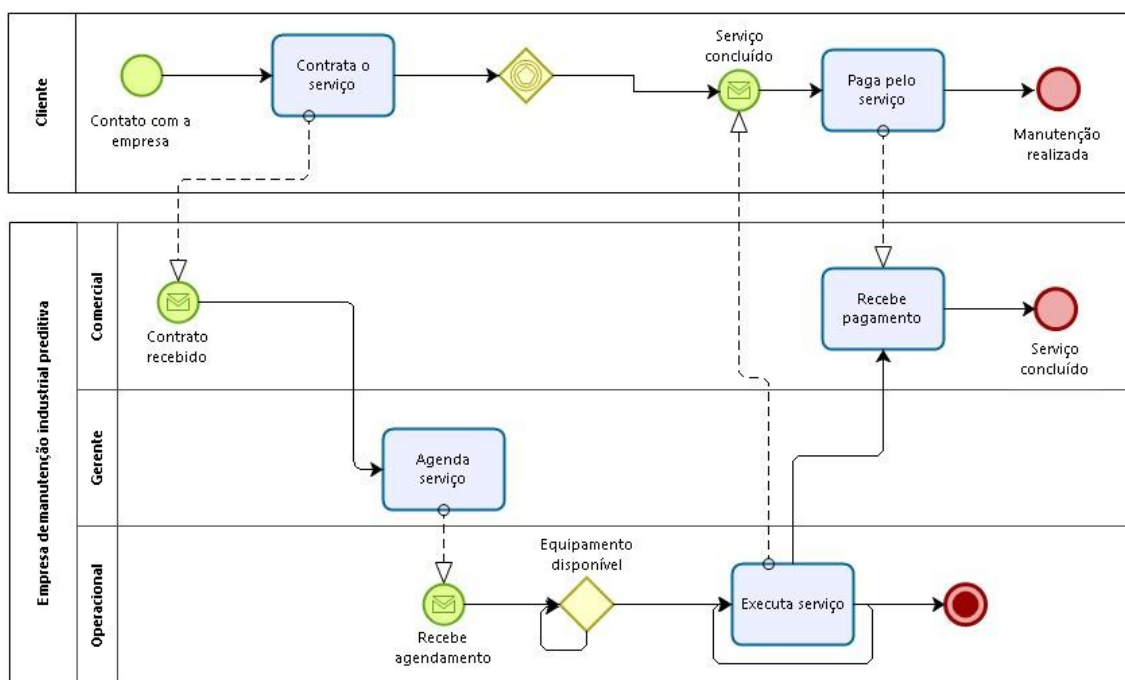 Cliente
Contato com a
empresa
Contrata o
serviço
Serviço
concluído
Paga pelo
serviço
Manutenção
realizada
Empresa demanutenção industrial preditiva
Comercial
Contrato
recebido
Recebe
pagamento
Serviço
concluído
Gerente
Agenda
serviço
Operacional
Recebe
agendamento
Equipamento
disponível
Executa serviço